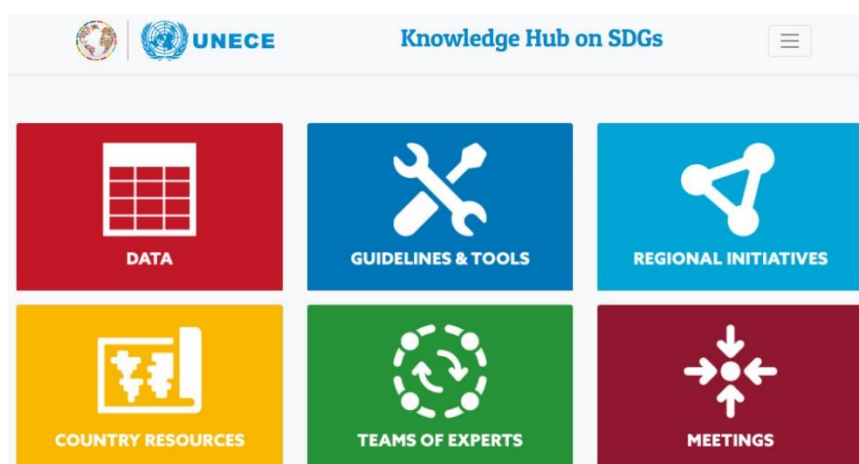 UNECE
Knowledge Hub on SDGs
DATA
GUIDELINES & TOOLS
REGIONAL INITIATIVES
COUNTRY RESOURCES
TEAMS OF EXPERTS
MEETINGS